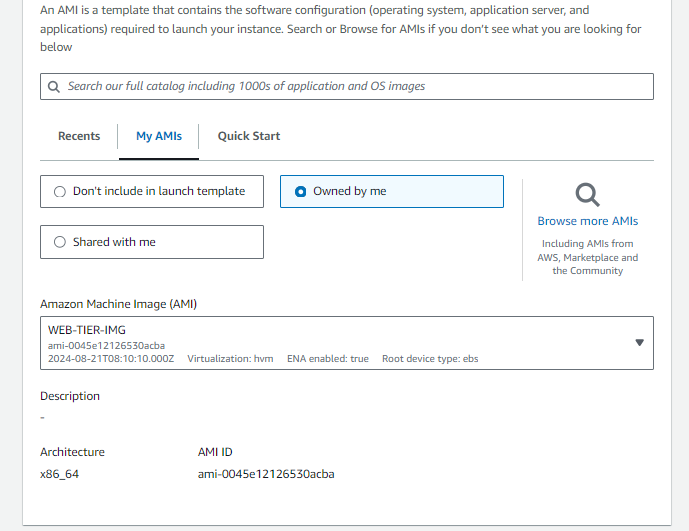 An AMI is a template that contains the software configuration (operating system, application server, and
applications) required to launch your instance. Search or Browse for AMIs if you don't see what you are looking for
below
Search our full catalog including 1000s of application and OS images
Recents
My AMIs
Quick Start
Don't include in launch template
Owned by me
Shared with me
Browse more AMIs
Including AMIs from
AWS, Marketplace and
the Community
Amazon Machine Image (AMI)
WEB-TIER-IMG
ami-0045e12126530acba
2024-08-21T08:10:10.000Z Virtualization: hvm ENA enabled: true Root device type: ebs
Description
-
Architecture AMI ID
x86_64 ami-0045e12126530acba